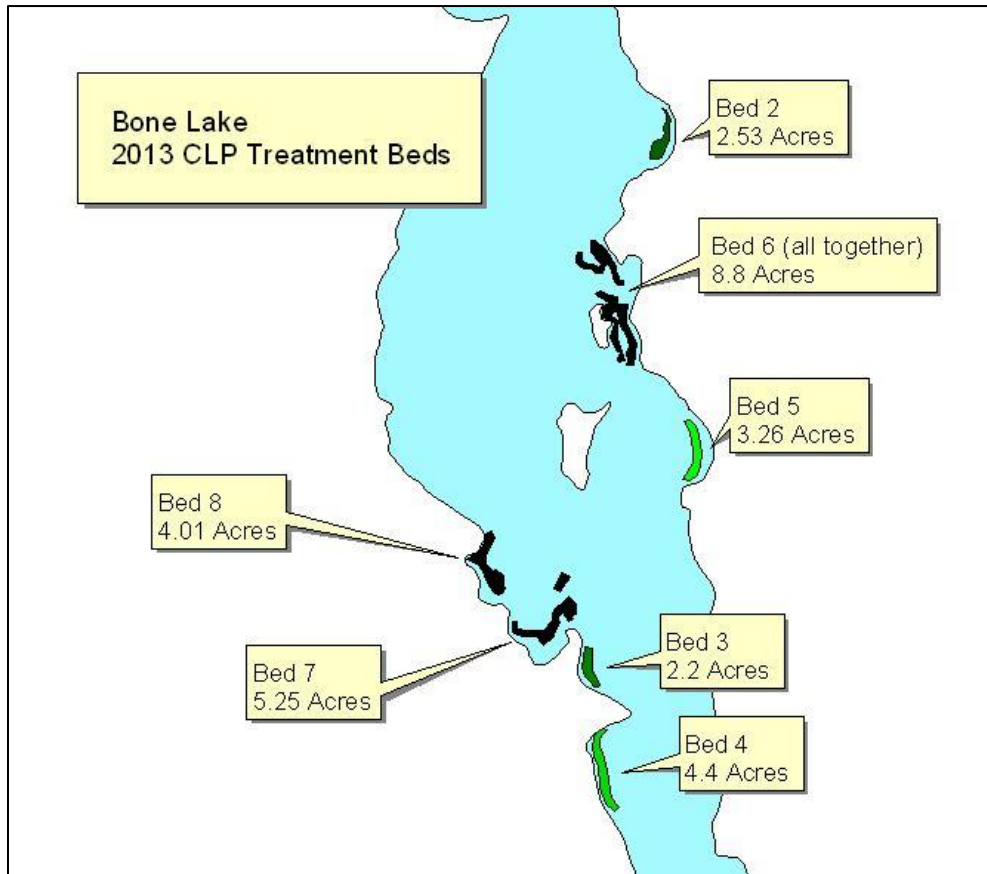 Bone Lake
2013 CLP Treatment Beds
Bed 2
2.53 Acres
Bed 6 (all together)
8.8 Acres
Bed 5
3.26 Acres
Bed 8
4.01 Acres
Bed 7
5.25 Acres
Bed 3
2.2 Acres
Bed 4
4.4 Acres